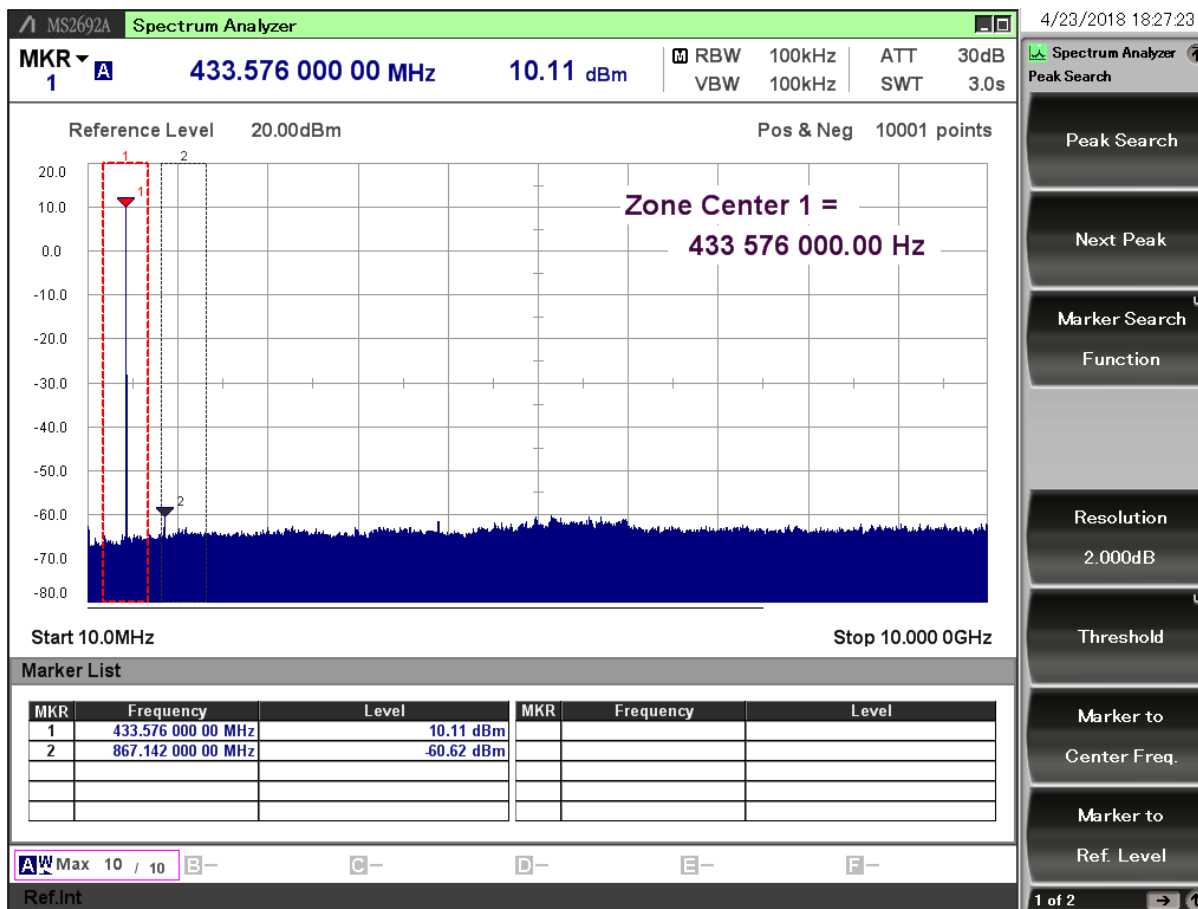 MS2692A Spectrum Analyzer
4/23/2018 18:27:23
MKR 1 A 433.576 000 00 MHz 10.11 dBm
M RBW 100kHz ATT 30dB
VBW 100kHz SWT 3.0s
Spectrum Analyzer
Peak Search
Reference Level 20.00dBm Pos & Neg 10001 points
1 2
20.0
10.0
0.0
-10.0
-20.0
-30.0
-40.0
-50.0
-60.0
-70.0
-80.0
1
2
Zone Center 1 =
433 576 000.00 Hz
Start 10.0MHz Stop 10.000 0GHz
Marker List
MKR Frequency Level MKR Frequency Level
1 433.576 000 00 MHz 10.11 dBm
2 867.142 000 00 MHz -60.62 dBm
A W Max 10 / 10 B- C- D- E- F-
Ref.Int
Peak Search
Next Peak
Marker Search
Function
Resolution
2.000dB
Threshold
Marker to
Center Freq.
Marker to
Ref. Level
1 of 2